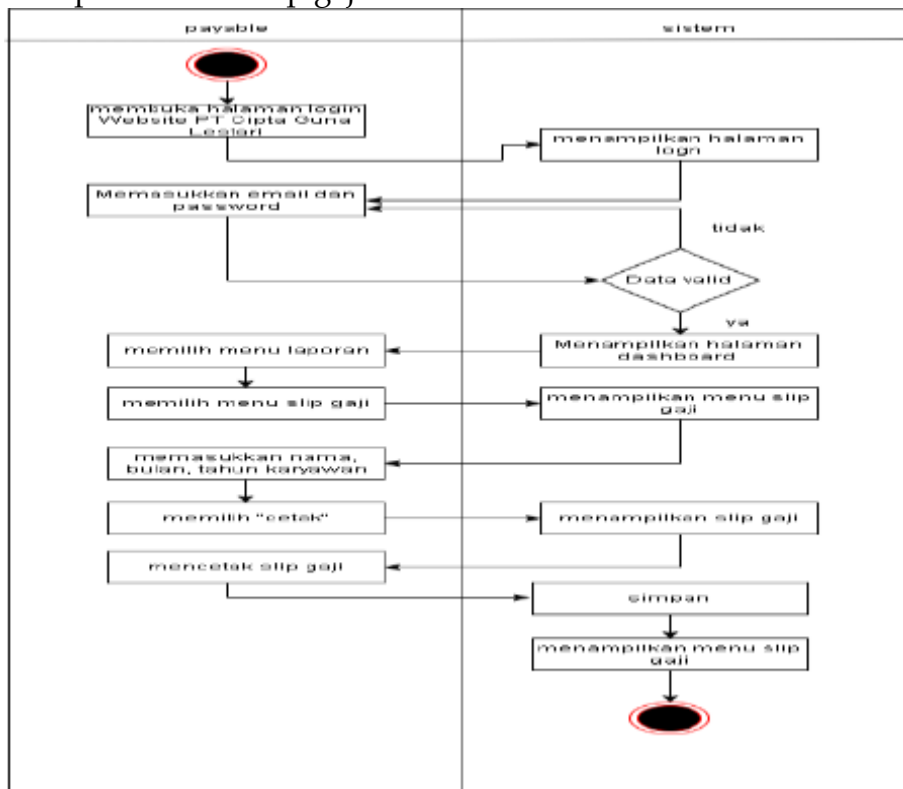 payable
sistem
membuka halaman login
Website PT Cipta Guna
Lestari
menampilkan halaman
logn
Memasukkan email dan
password
tidak
Data valid
ya
Menampilkan halaman
dashboard
memilih menu laporan
memilih menu slip gaji
menampilkan menu slip
gaji
memasukkan nama,
bulan, tahun karyawan
memilih "cetak"
menampilkan slip gaji
mencetak slip gaji
simpan
menampilkan menu slip
gaji